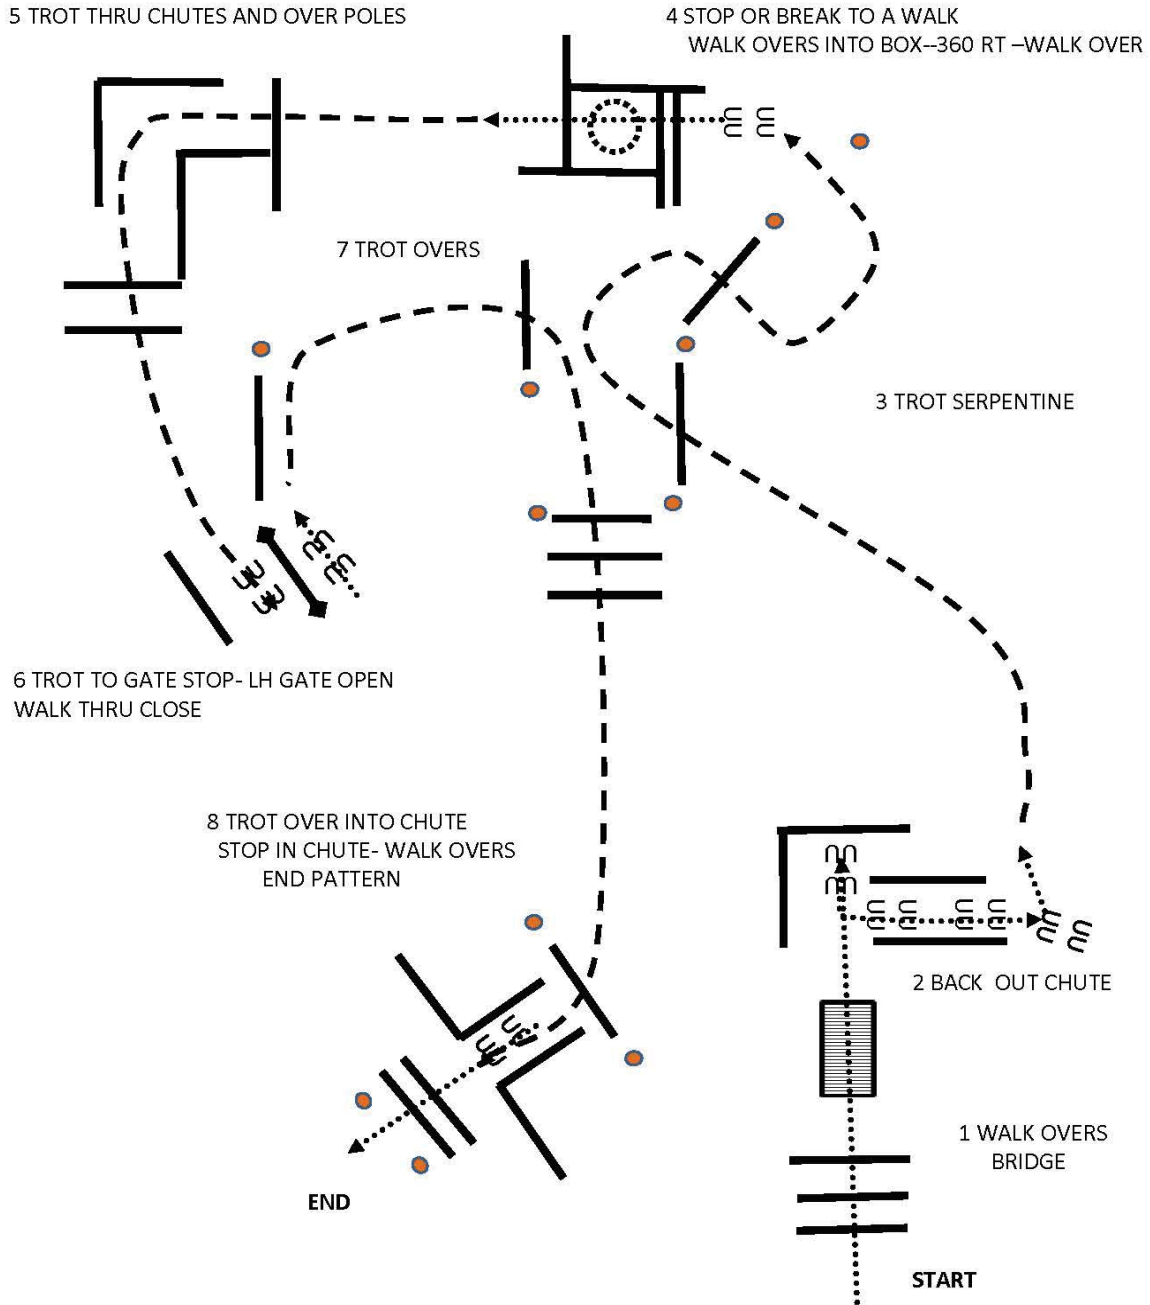 5 TROT THRU CHUTES AND OVER POLES
4 STOP OR BREAK TO A WALK
WALK OVERS INTO BOX--360 RT –WALK OVER
7 TROT OVERS
3 TROT SERPENTINE
6 TROT TO GATE STOP- LH GATE OPEN
WALK THRU CLOSE
8 TROT OVER INTO CHUTE
STOP IN CHUTE- WALK OVERS
END PATTERN
2 BACK OUT CHUTE
1 WALK OVERS
BRIDGE
END
START